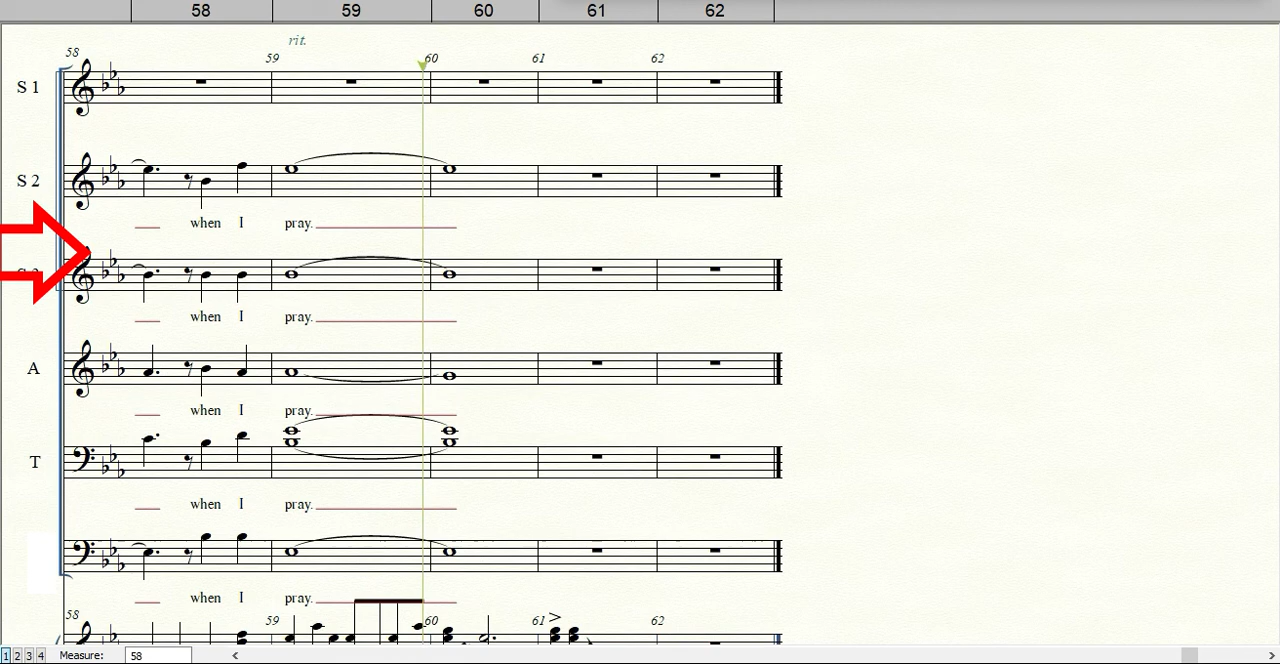 58 59 60 61 62
rit.
58 59 60 61 62
S 1
S 2
when I pray.
when I pray.
A
when I pray.
T
when I pray.
when I pray.
58 59 60 61 62
1 2 3 4 Measure: 58